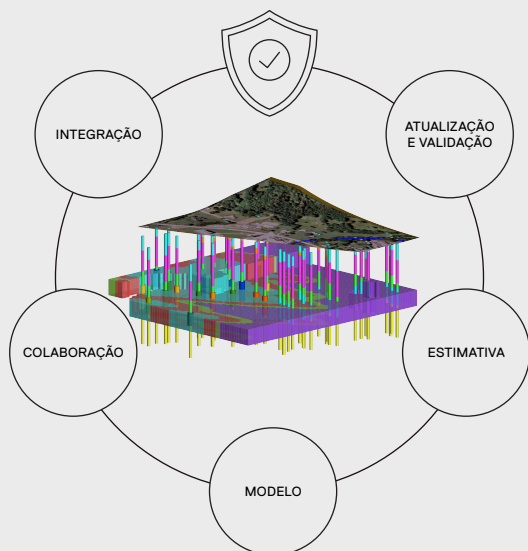 INTEGRAÇÃO
ATUALIZAÇÃO
E VALIDAÇÃO
COLABORAÇÃO
ESTIMATIVA
MODELO